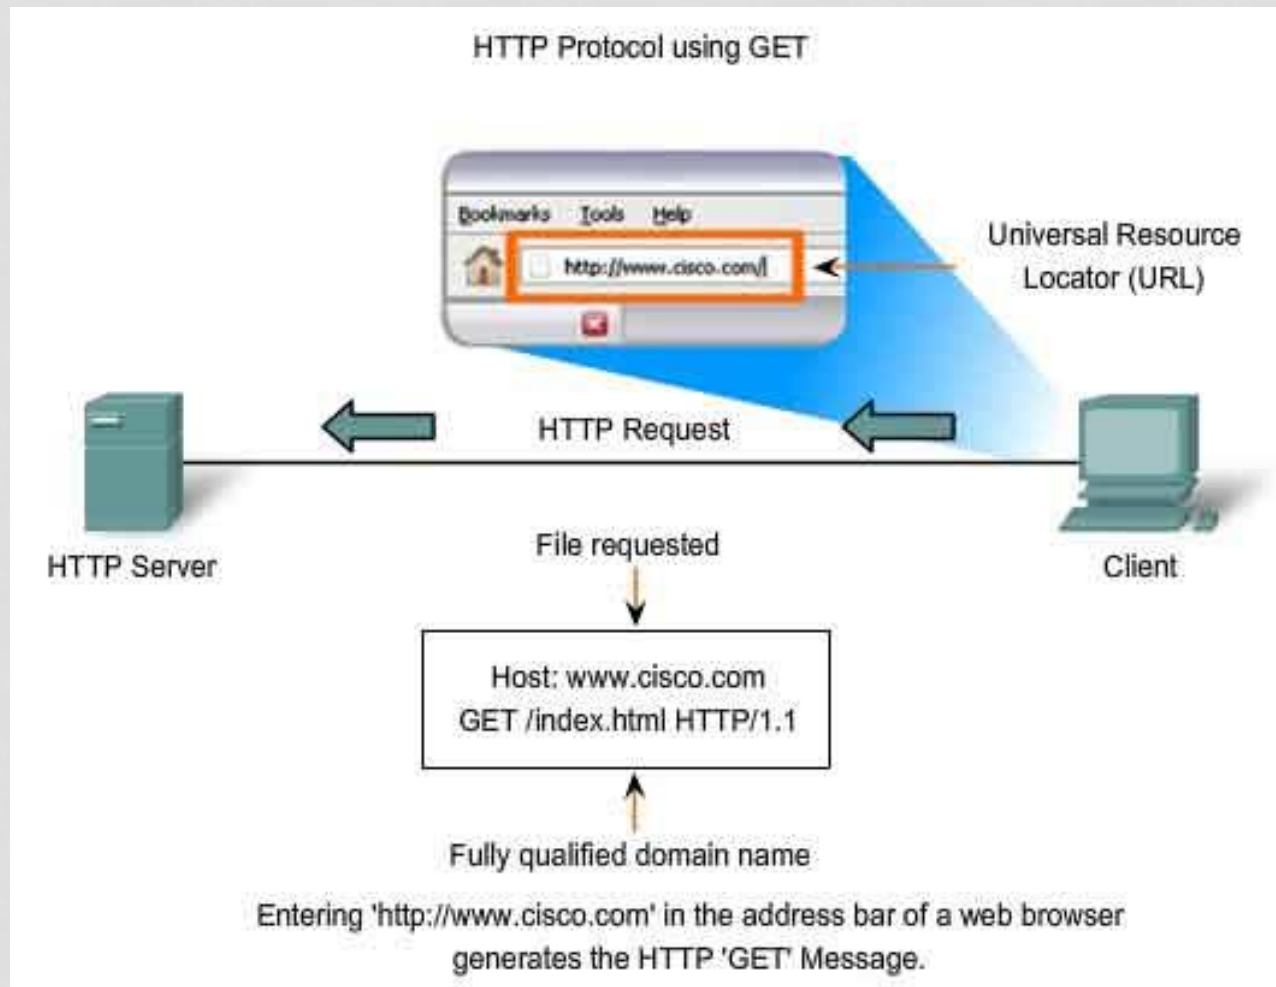 HTTP Protocol using GET
Bookmarks Tools Help
http://www.cisco.com/
Universal Resource
Locator (URL)
HTTP Request
HTTP Server
File requested
Client
Host: www.cisco.com
GET /index.html HTTP/1.1
Fully qualified domain name
Entering 'http://www.cisco.com' in the address bar of a web browser
generates the HTTP 'GET' Message.